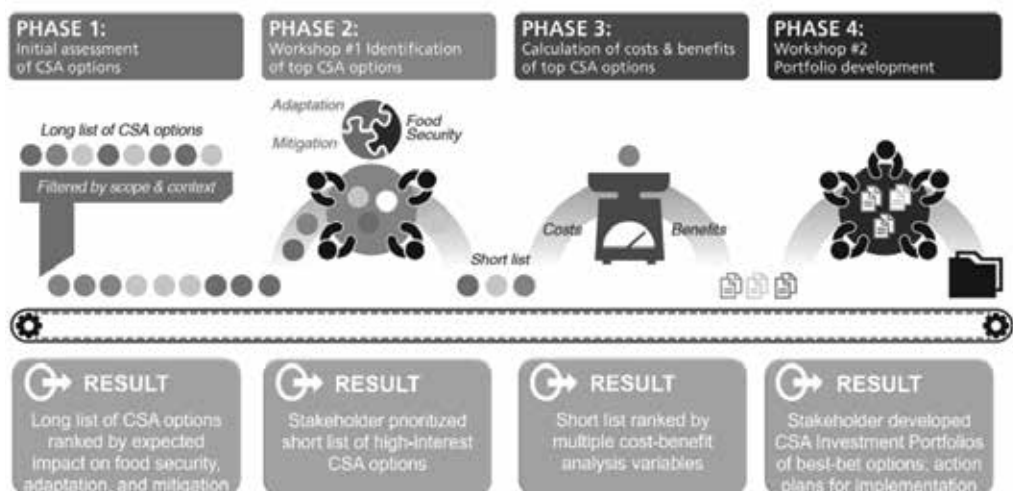 PHASE 1:
Initial assessment
of CSA options
PHASE 2:
Workshop #1 Identification
of top CSA options
PHASE 3:
Calculation of costs & benefits
of top CSA options
PHASE 4:
Workshop #2
Portfolio development
Long list of CSA options
Filtered by scope & context
Adaptation
Mitigation
Food
Security
Short list
Costs
Benefits
RESULT
Long list of CSA options
ranked by expected
impact on food security,
adaptation, and mitigation
RESULT
Stakeholder prioritized
short list of high-interest
CSA options
RESULT
Short list ranked by
multiple cost-benefit
analysis variables
RESULT
Stakeholder developed
CSA Investment Portfolios
of best-bet options, action
plans for implementation